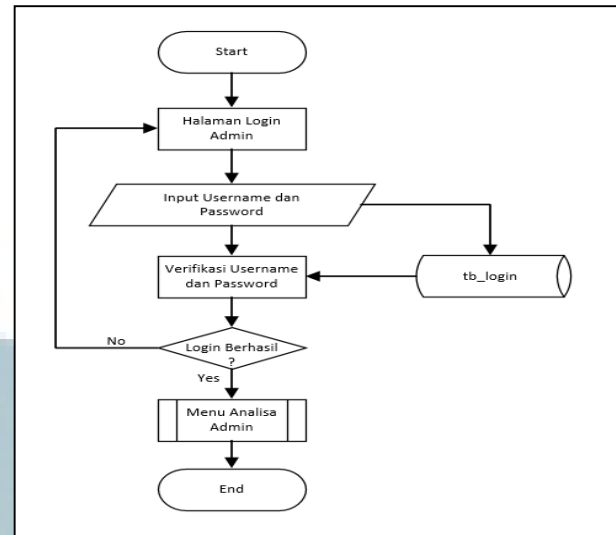 Start
Halaman Login
Admin
Input Username dan
Password
Verifikasi Username
dan Password
tb_login
No
Login Berhasil
?
Yes
Menu Analisa
Admin
End